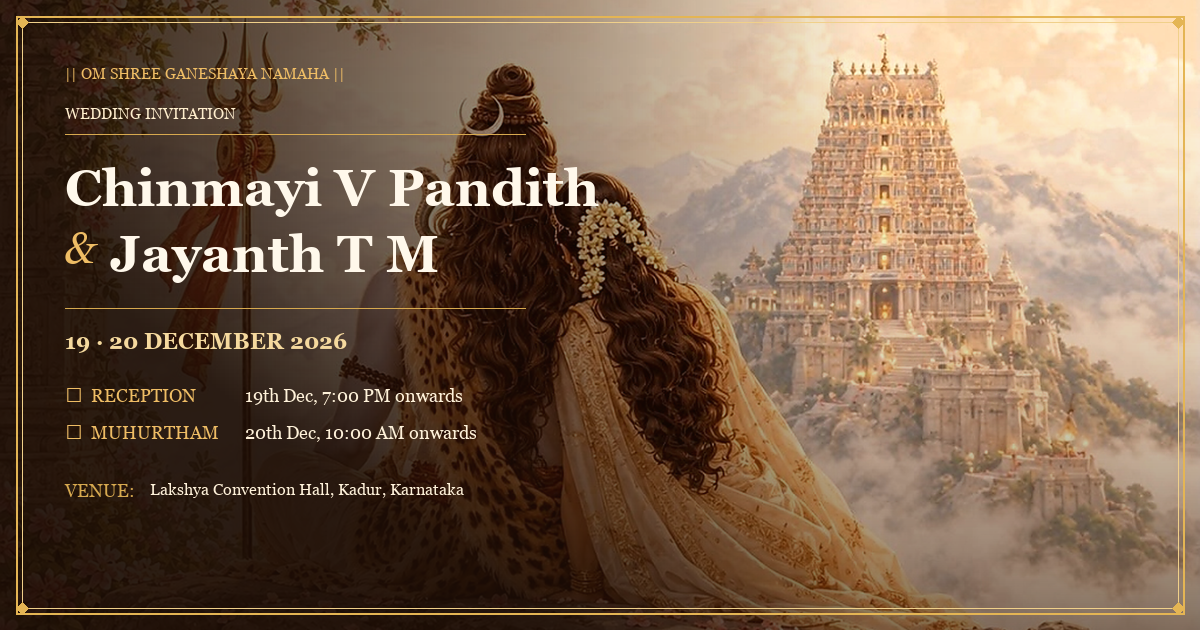 || OM SHREE GANESHAYA NAMAHA ||
WEDDING INVITATION
Chinmayi V Pandith
& Jayanth T M
19 · 20 DECEMBER 2026
☐ RECEPTION 19th Dec, 7:00 PM onwards
☐ MUHURTHAM 20th Dec, 10:00 AM onwards
VENUE: Lakshya Convention Hall, Kadur, Karnataka